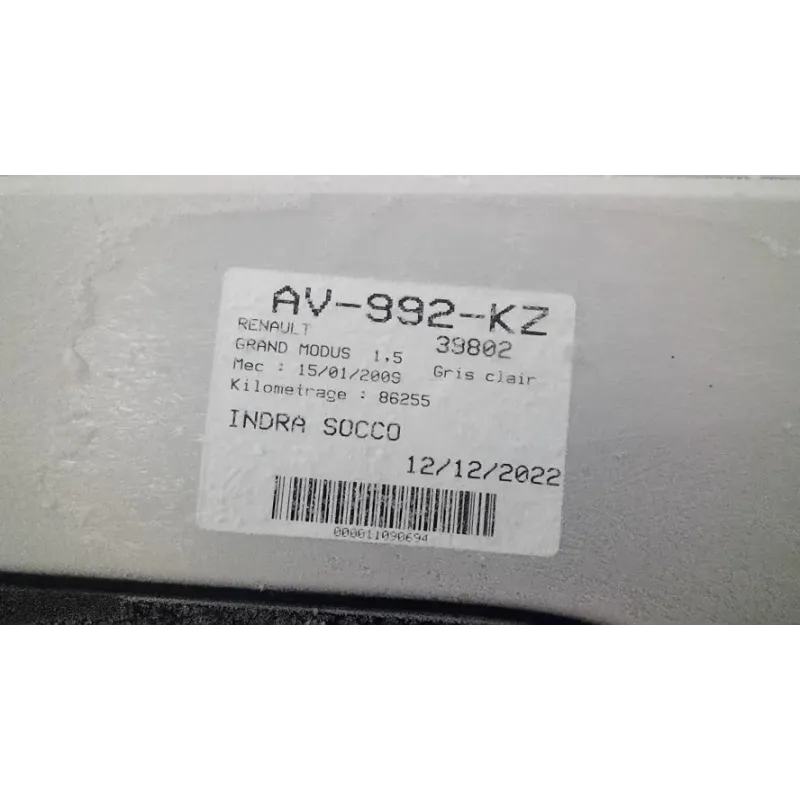 AV-992-KZ
RENAULT 39802
GRAND MODUS 1,5
Mec : 15/01/2009 Gris clair
Kilometrage : 86255
INDRA SOCCO
12/12/2022
000011090694